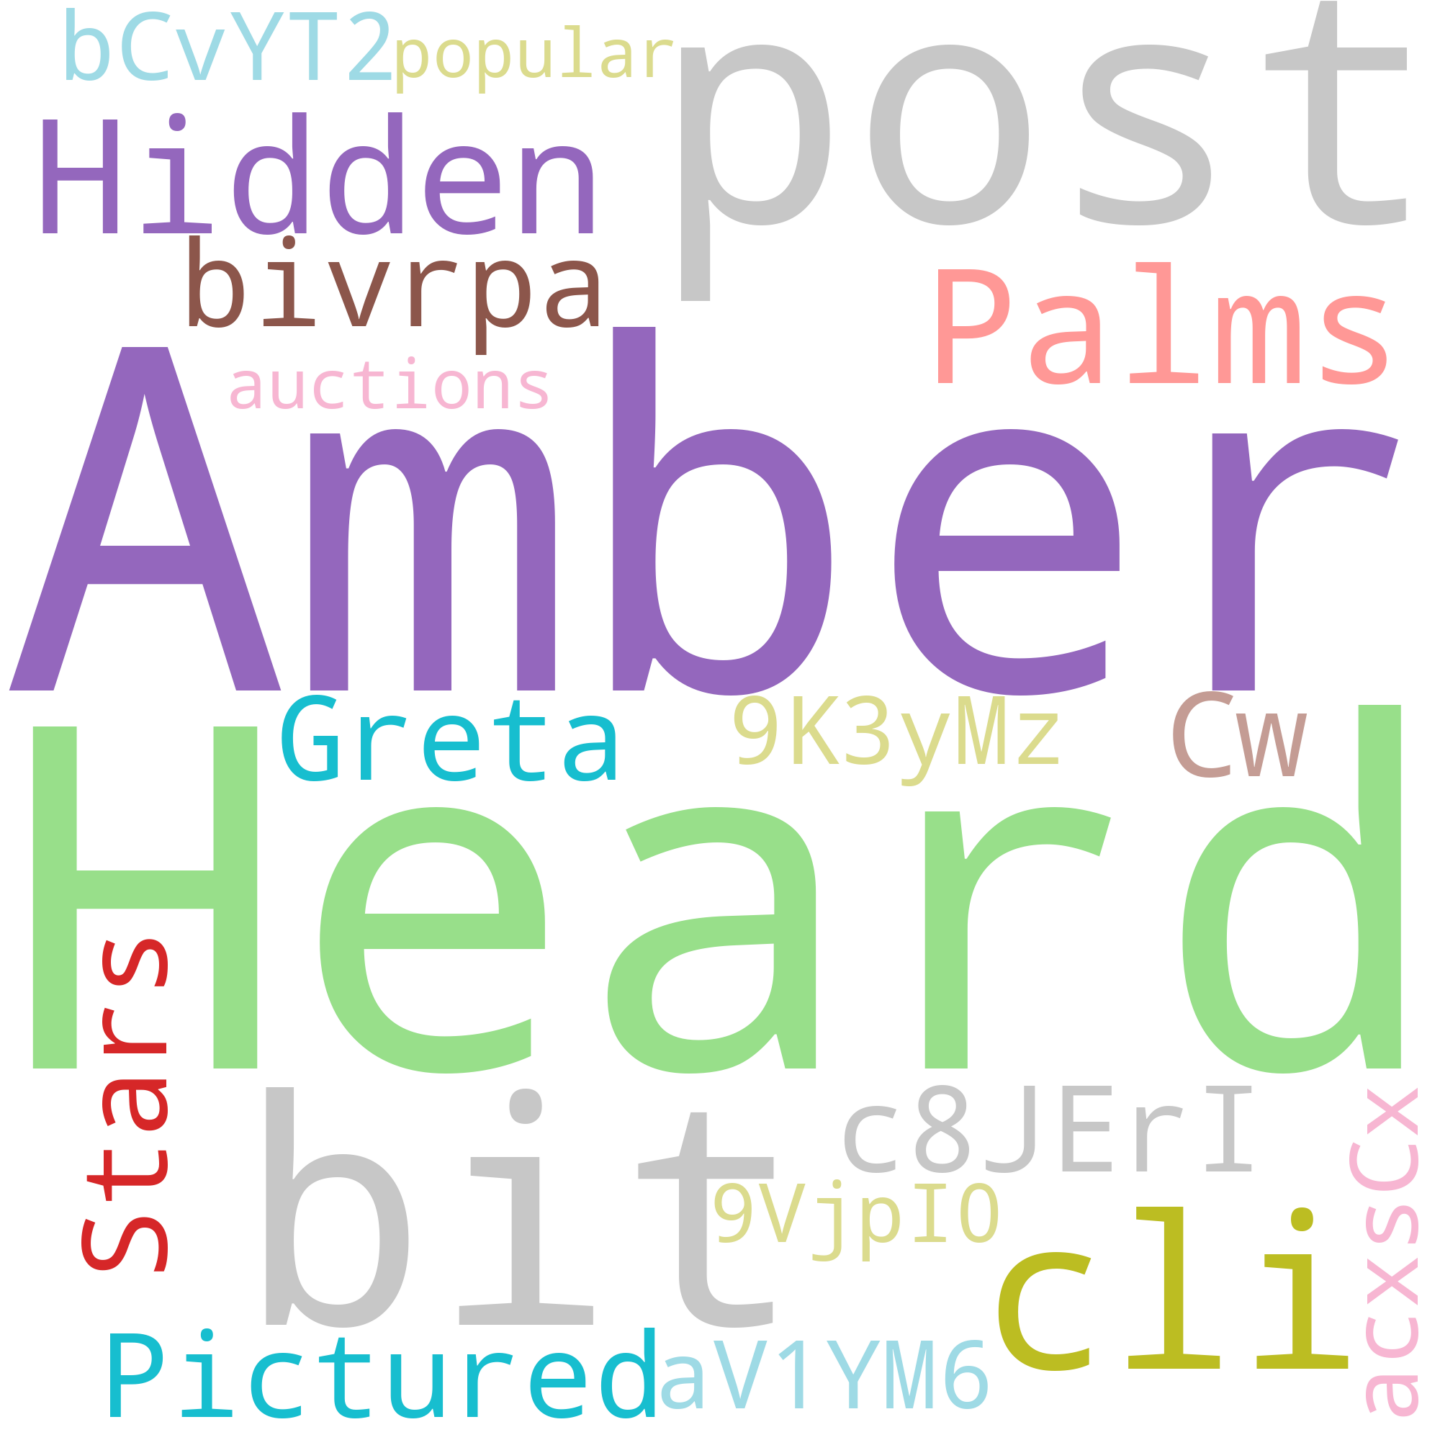 bCvYT2 popular
post
Hidden
bivrpa
Palms
auctions
Amber
Greta 9K3yMz Cw
Heard
Stars
bit
c8JErI
acxsCx
9VjpIO
cli
Pictured
aV1YM6